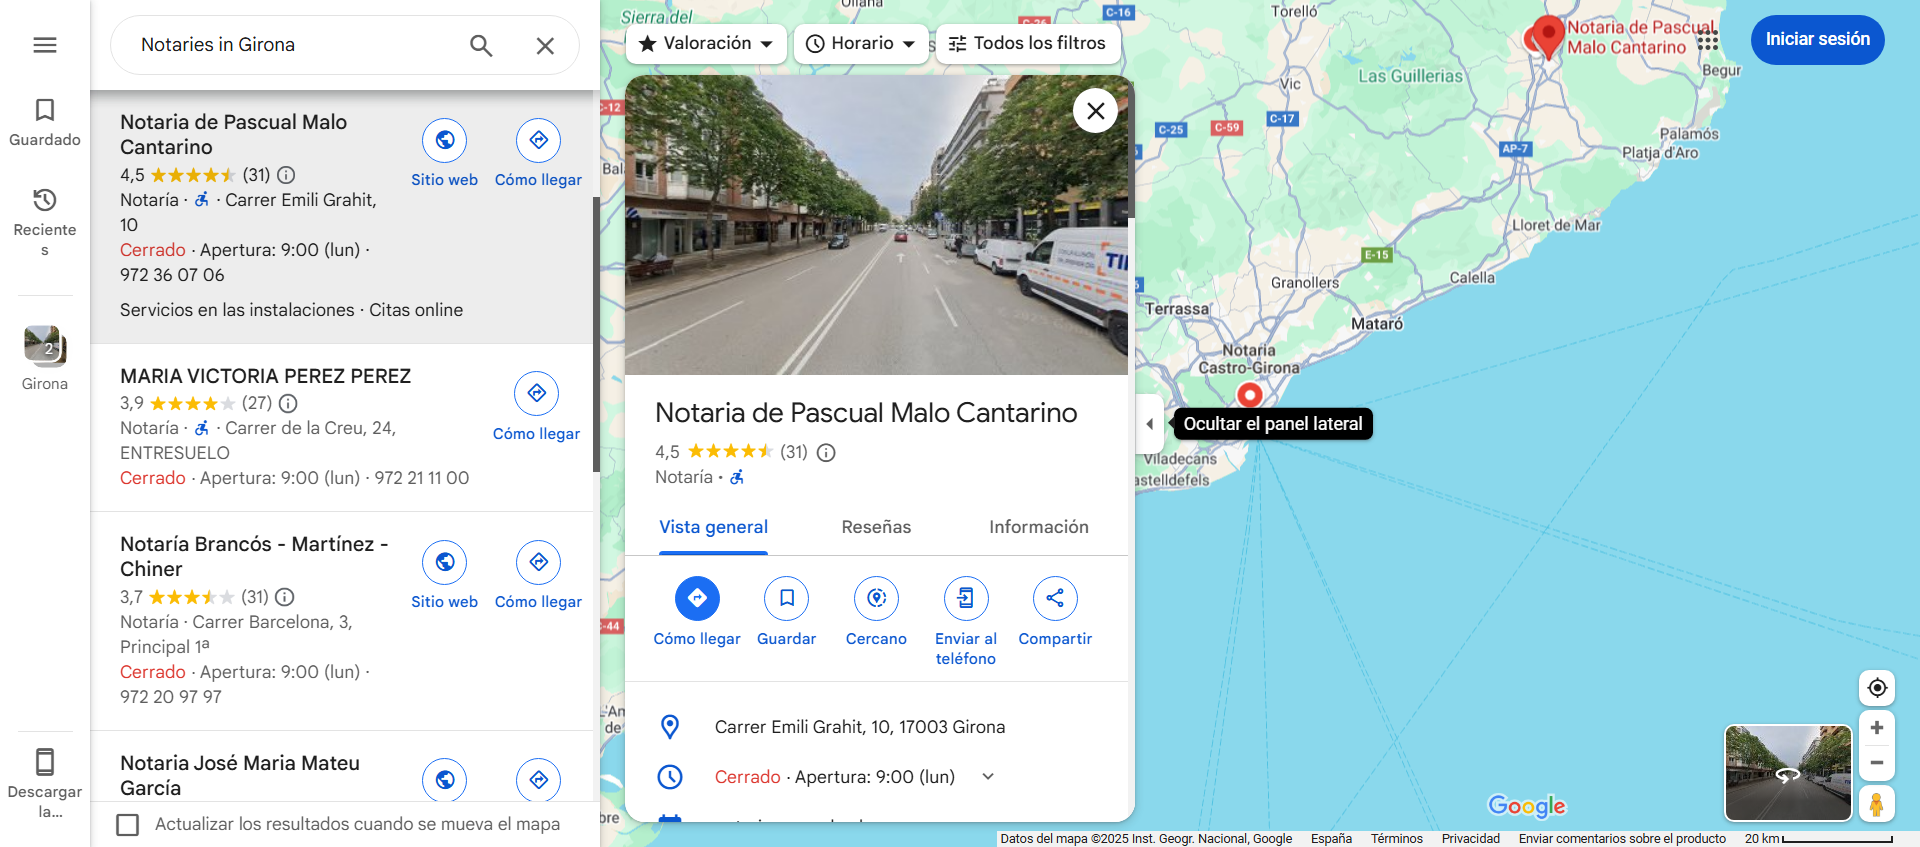 Notaries in Girona
Guardado
Reciente
s
2
Girona
Descargar
la...
Notaria de Pascual Malo
Cantarino
4,5 (31)
Notaría · · Carrer Emili Grahit,
10
Cerrado · Apertura: 9:00 (lun) ·
972 36 07 06
Servicios en las instalaciones · Citas online
Sitio web
Cómo llegar
MARIA VICTORIA PEREZ PEREZ
3,9 (27)
Notaría · · Carrer de la Creu, 24,
ENTRESUELO
Cerrado · Apertura: 9:00 (lun) · 972 21 11 00
Cómo llegar
Notaría Brancós - Martínez -
Chiner
3,7 (31)
Notaría · Carrer Barcelona, 3,
Principal 1ª
Cerrado · Apertura: 9:00 (lun) ·
972 20 97 97
Sitio web
Cómo llegar
Notaria José Maria Mateu
García
Actualizar los resultados cuando se mueva el mapa
Valoración
Horario
Todos los filtros
Notaria de Pascual Malo Cantarino
4,5 (31)
Notaría ·
Vista general
Reseñas
Información
Cómo llegar
Guardar
Cercano
Enviar al
teléfono
Compartir
Carrer Emili Grahit, 10, 17003 Girona
Cerrado · Apertura: 9:00 (lun)
Sierra del
C-16
Torelló
Notaria de Pascual
Malo Cantarino
Iniciar sesión
Begur
Las Guillerias
Vic
C-12
C-25
C-59
C-17
AP-7
Palamós
Platja d'Aro
Lloret de Mar
E-15
Granollers
Calella
Terrassa
Mataró
Notaria
Castro-Girona
Ocultar el panel lateral
Viladecans
C-44
Google
Datos del mapa ©2025 Inst. Geogr. Nacional, Google
España
Términos
Privacidad
Enviar comentarios sobre el producto
20 km